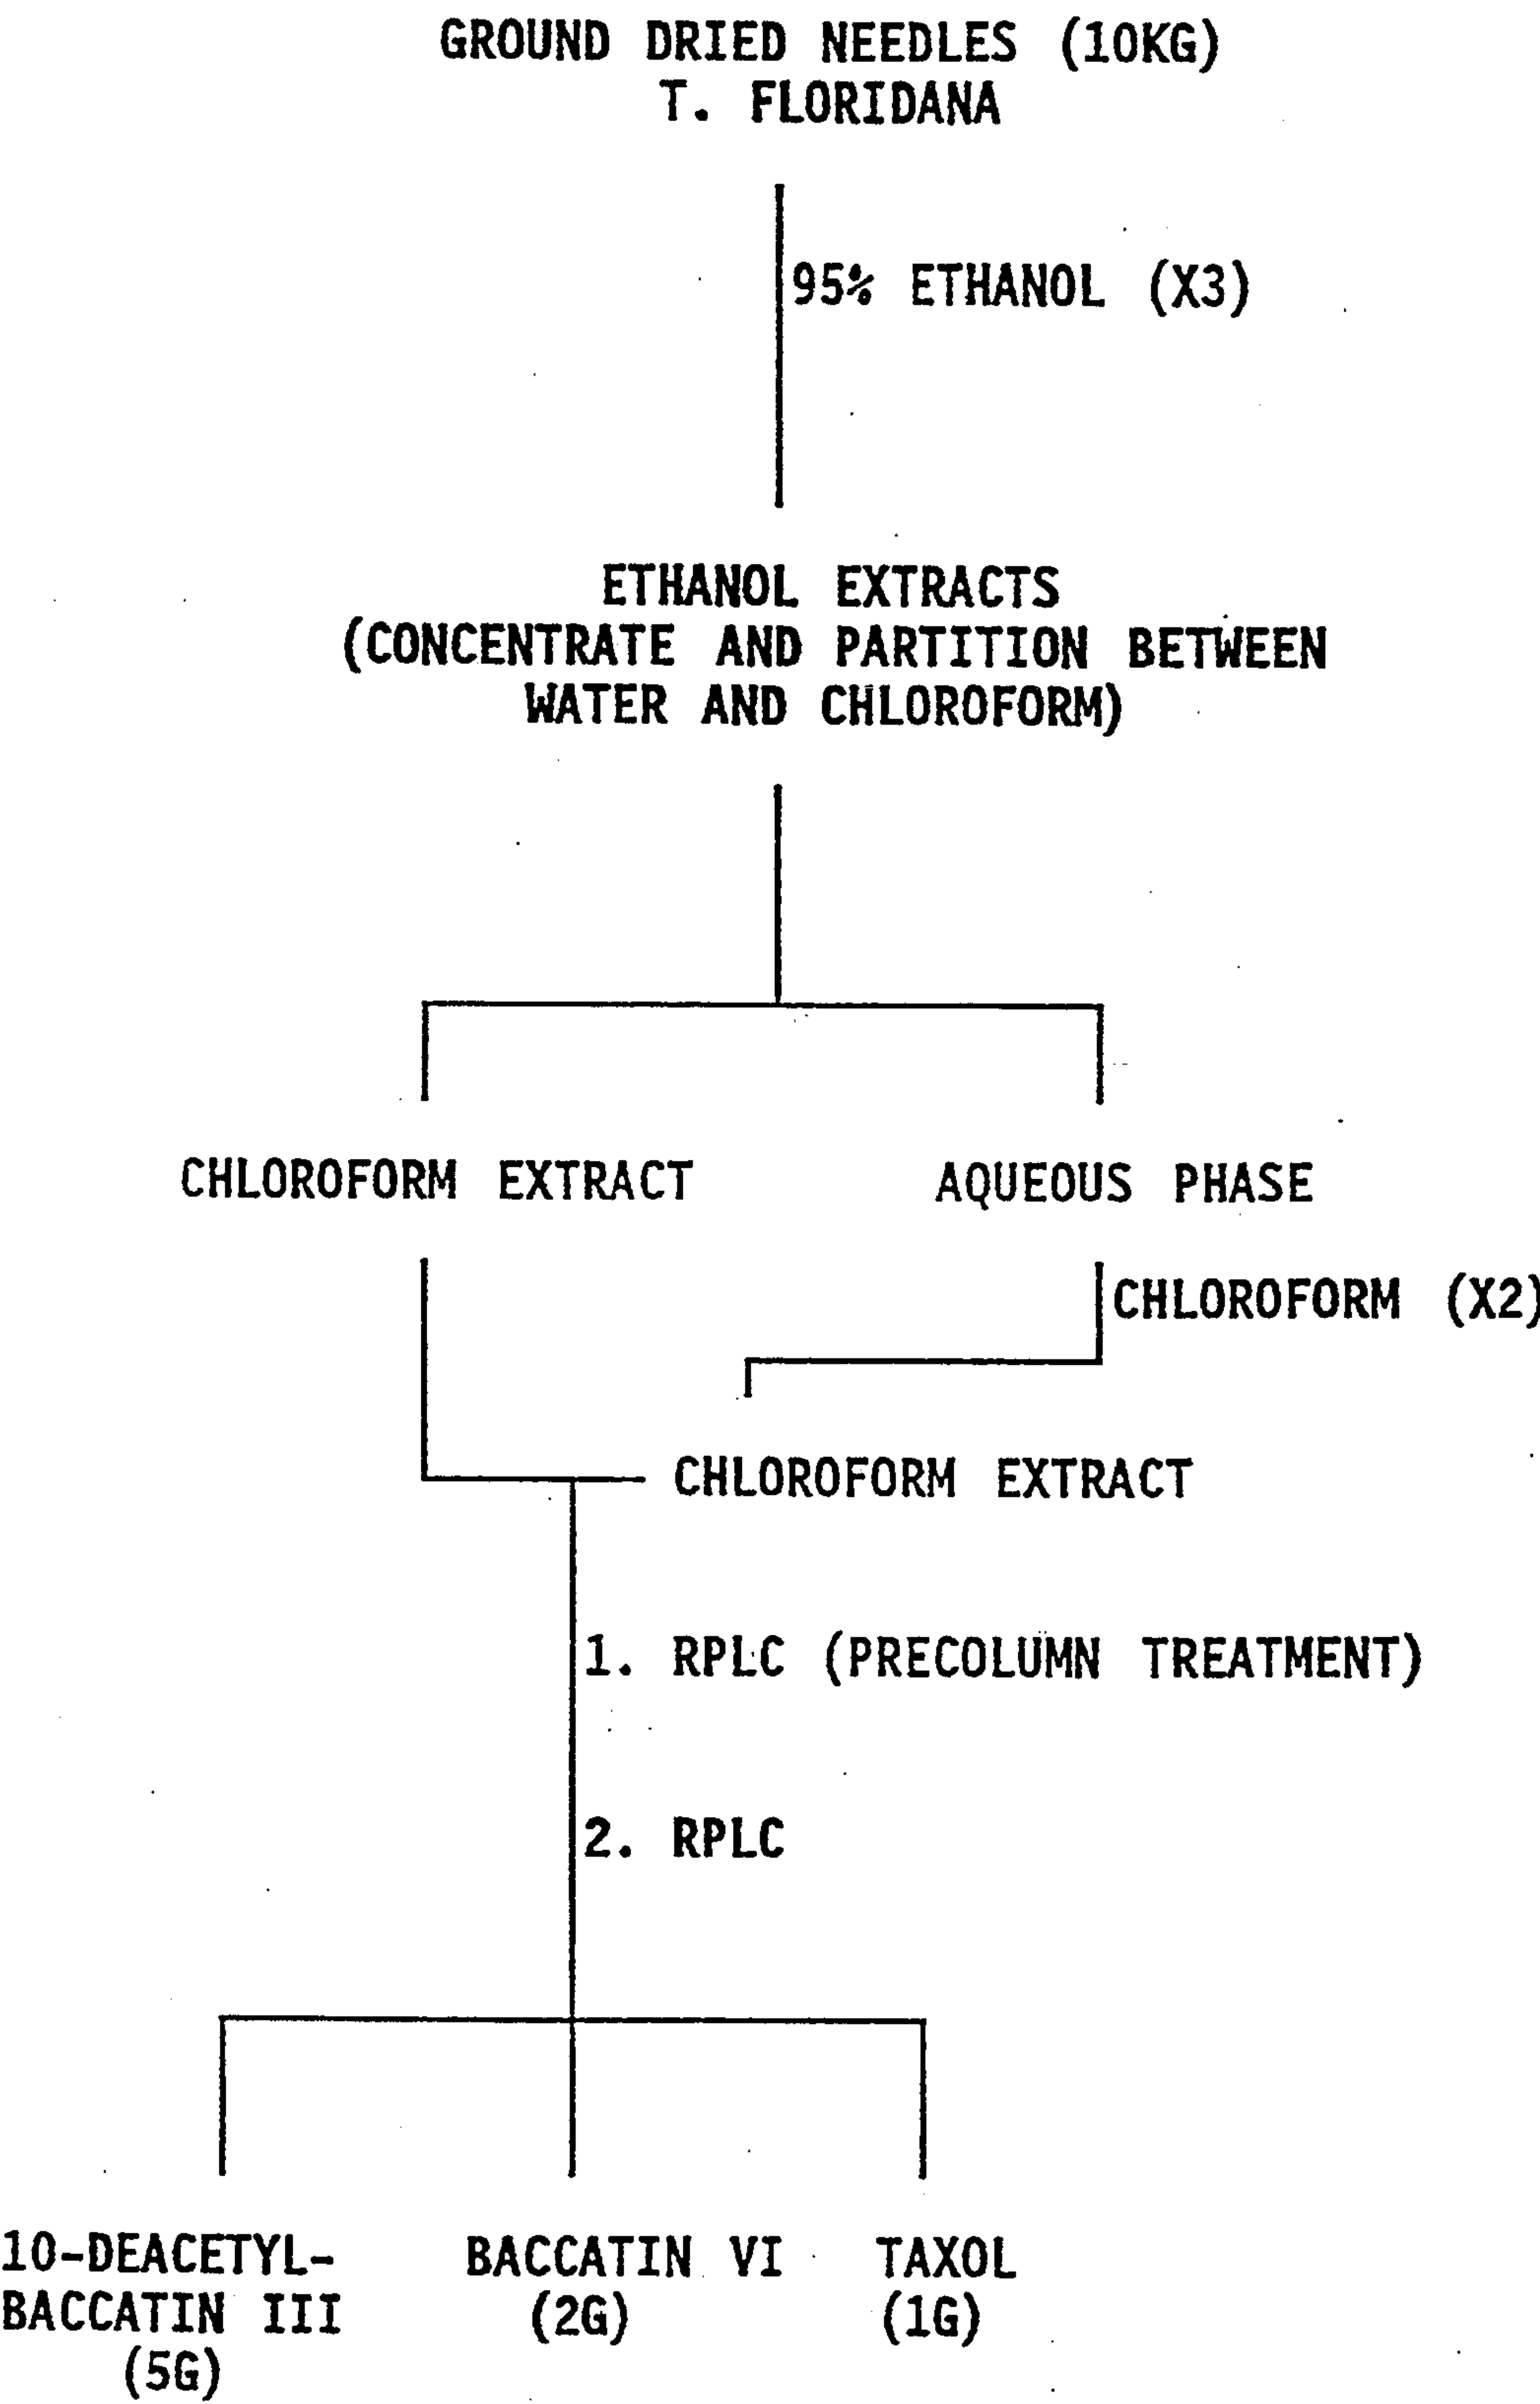 GROUND DRIED NEEDLES (10KG)
T. FLORIDANA
95% ETHANOL (X3)
ETHANOL EXTRACTS
(CONCENTRATE AND PARTITION BETWEEN
WATER AND CHLOROFORM)
CHLOROFORM EXTRACT
AQUEOUS PHASE
CHLOROFORM (X2)
CHLOROFORM EXTRACT
1. RPLC (PRECOLUMN TREATMENT)
2. RPLC
10-DEACETYL-
BACCATIN III
(5G)
BACCATIN VI
(2G)
TAXOL
(1G)